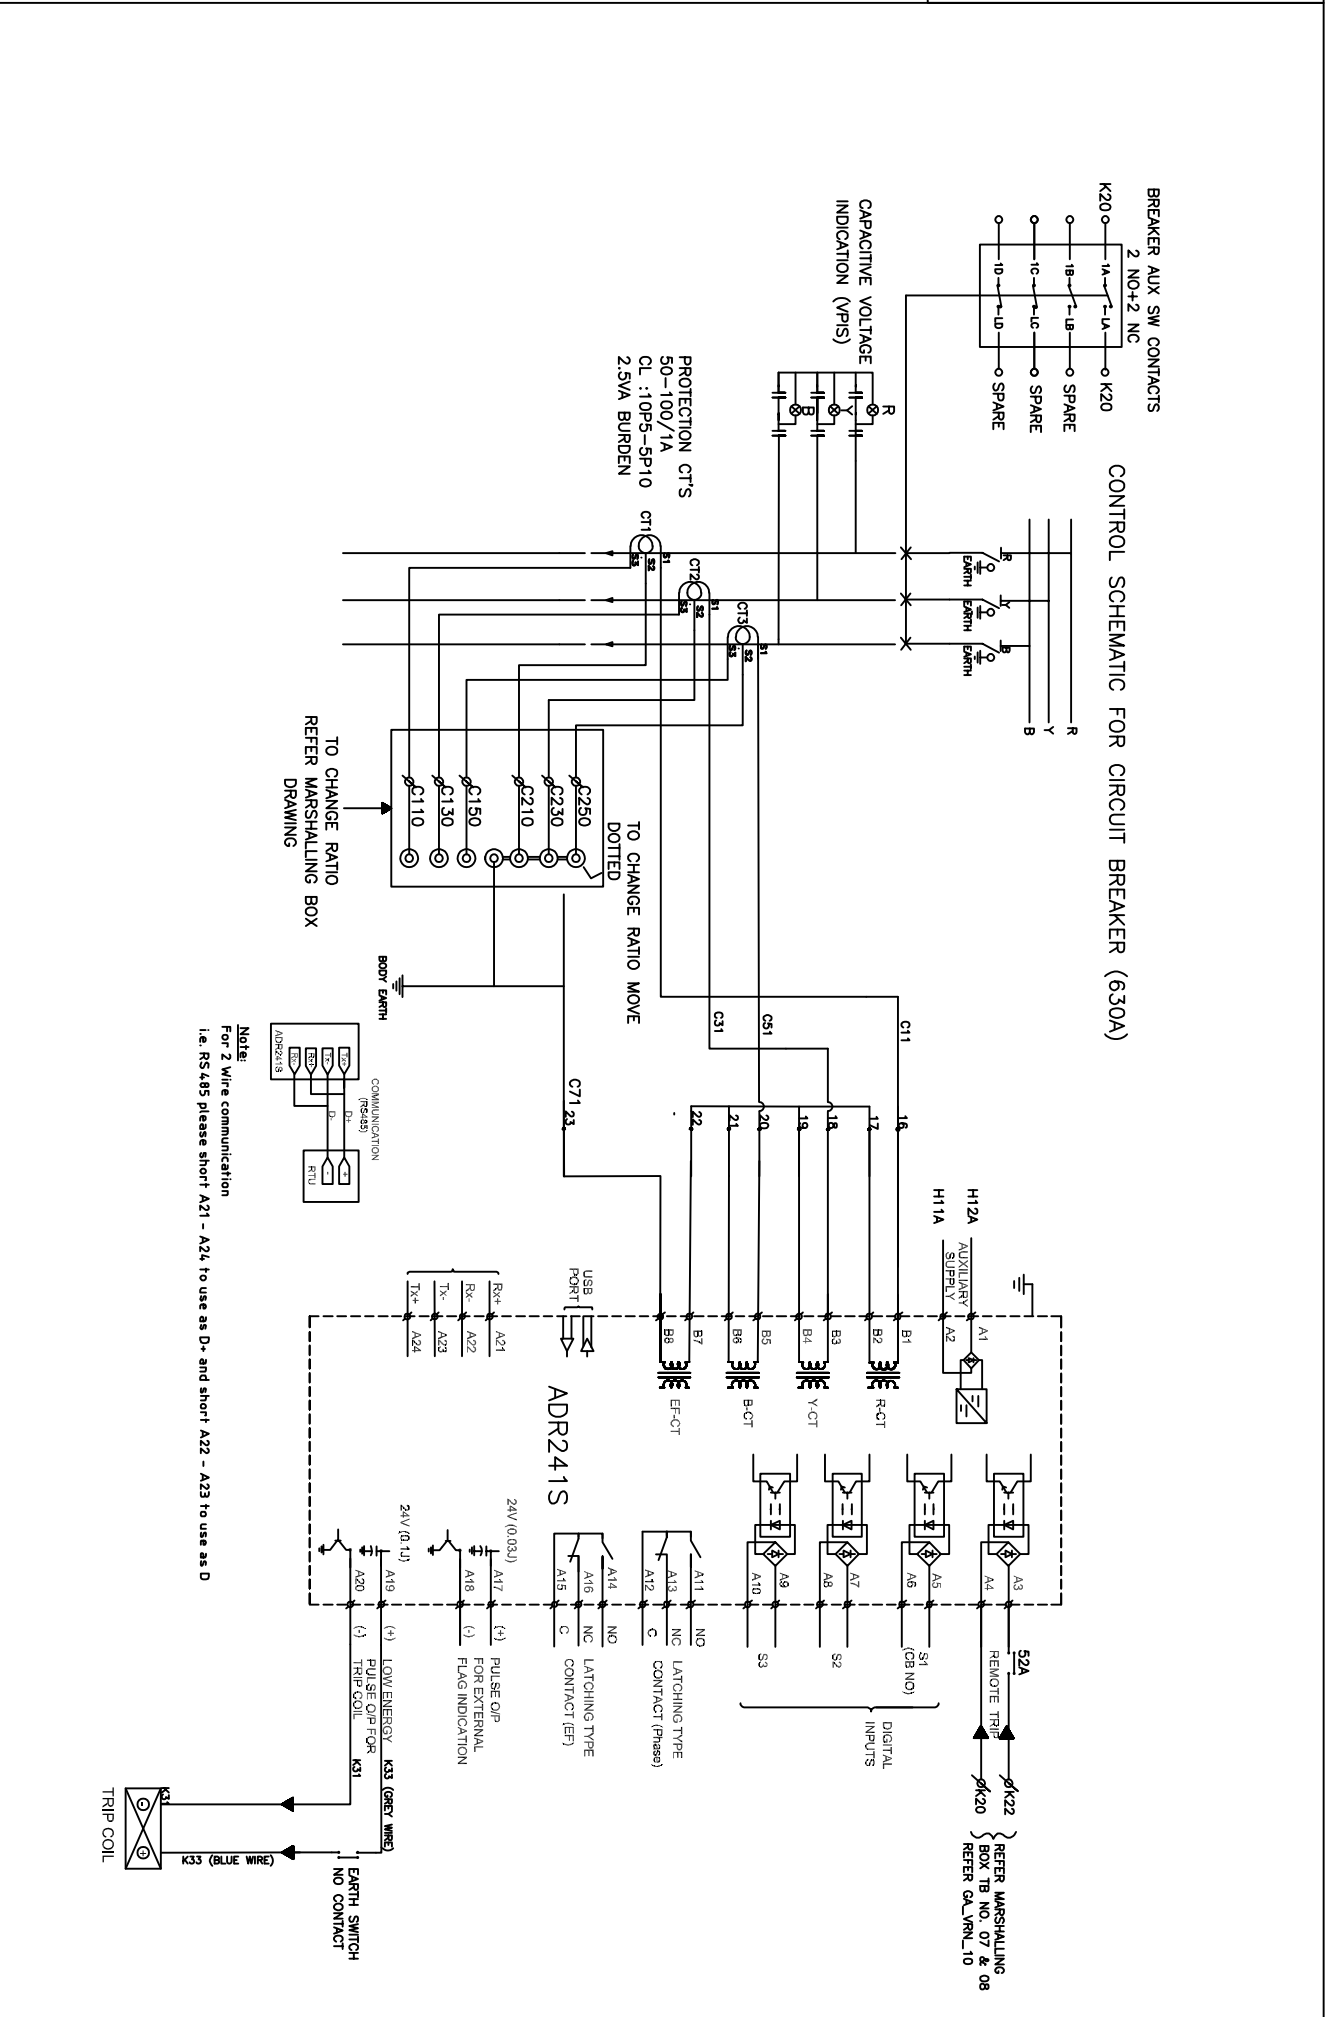 CONTROL SCHEMATIC FOR CIRCUIT BREAKER (630A)
BREAKER AUX SW CONTACTS
2 NO+2 NC
K20
1A
LA
K20
1B
LB
SPARE
1C
LC
SPARE
1D
LD
SPARE
CAPACITIVE VOLTAGE
INDICATION (VPIS)
R
Y
B
R
Y
B
R
EARTH
Y
EARTH
B
EARTH
PROTECTION CT'S
50-100/1A
CL :10P5-5P10
2.5VA BURDEN
CT1
S1
S2
S3
CT2
S1
S2
S3
CT3
S1
S2
S3
C250
C230
C210
C150
C130
C110
TO CHANGE RATIO MOVE
DOTTED
TO CHANGE RATIO
REFER MARSHALLING BOX
DRAWING
BODY EARTH
C11
C31
C51
C71
16
17
18
19
20
21
22
23
H12A
H11A
AUXILIARY
SUPPLY
A1
A2
B1
B2
R-CT
B3
B4
Y-CT
B5
B6
B-CT
B7
B8
EF-CT
USB
PORT
Rx+
A21
Rx-
A22
Tx-
A23
Tx+
A24
ADR241S
A3
A4
A5
A6
A7
A8
A9
A10
A11
A13
A12
A14
A16
A15
24V (0.03J)
A17
A18
24V (0.1J)
A19
A20
52A
REMOTE TRIP
K22
K20
REFER MARSHALLING
BOX TB NO. 07 & 08
REFER GA_VRN_10
S1
(CB NO)
S2
S3
DIGITAL
INPUTS
NO
NC
C
LATCHING TYPE
CONTACT (Phase)
NO
NC
C
LATCHING TYPE
CONTACT (EF)
(+)
(-)
PULSE O/P
FOR EXTERNAL
FLAG INDICATION
(+)
(-)
LOW ENERGY
PULSE O/P FOR
TRIP COIL
K33 (GREY WIRE)
K31
EARTH SWITCH
NO CONTACT
K33 (BLUE WIRE)
K31
-
+
TRIP COIL
COMMUNICATION
(RS485)
Tx+
Tx-
Rx+
Rx-
ADR241S
D+
D-
+
-
RTU
Note:
For 2 Wire communication
i.e. RS 485 please short A21 - A24 to use as D+ and short A22 - A23 to use as D